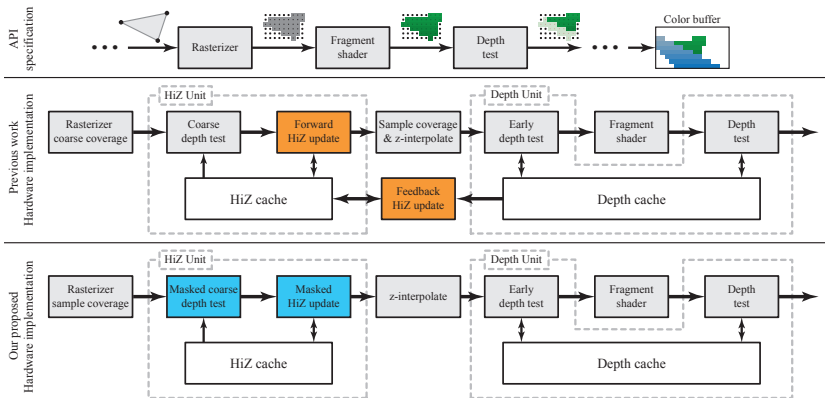 API
specification
Rasterizer
Fragment
shader
Depth
test
Color buffer
Previous work
Hardware implementation
HiZ Unit
Depth Unit
Rasterizer
coarse coverage
Coarse
depth test
Forward
HiZ update
Sample coverage
& z-interpolate
Early
depth test
Fragment
shader
Depth
test
HiZ cache
Feedback
HiZ update
Depth cache
Our proposed
Hardware implementation
HiZ Unit
Depth Unit
Rasterizer
sample coverage
Masked coarse
depth test
Masked
HiZ update
z-interpolate
Early
depth test
Fragment
shader
Depth
test
HiZ cache
Depth cache